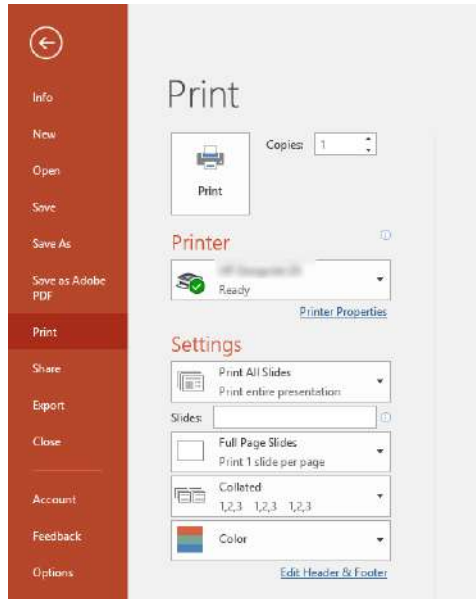 Info
New
Open
Save
Save As
Save as Adobe
PDF
Print
Share
Export
Close
Account
Feedback
Options
Print
Copies: 1
Print
Printer
Ready
Printer Properties
Settings
Print All Slides
Print entire presentation
Slides:
Full Page Slides
Print 1 slide per page
Collated
1,2,3 1,2,3 1,2,3
Color
Edit Header & Footer